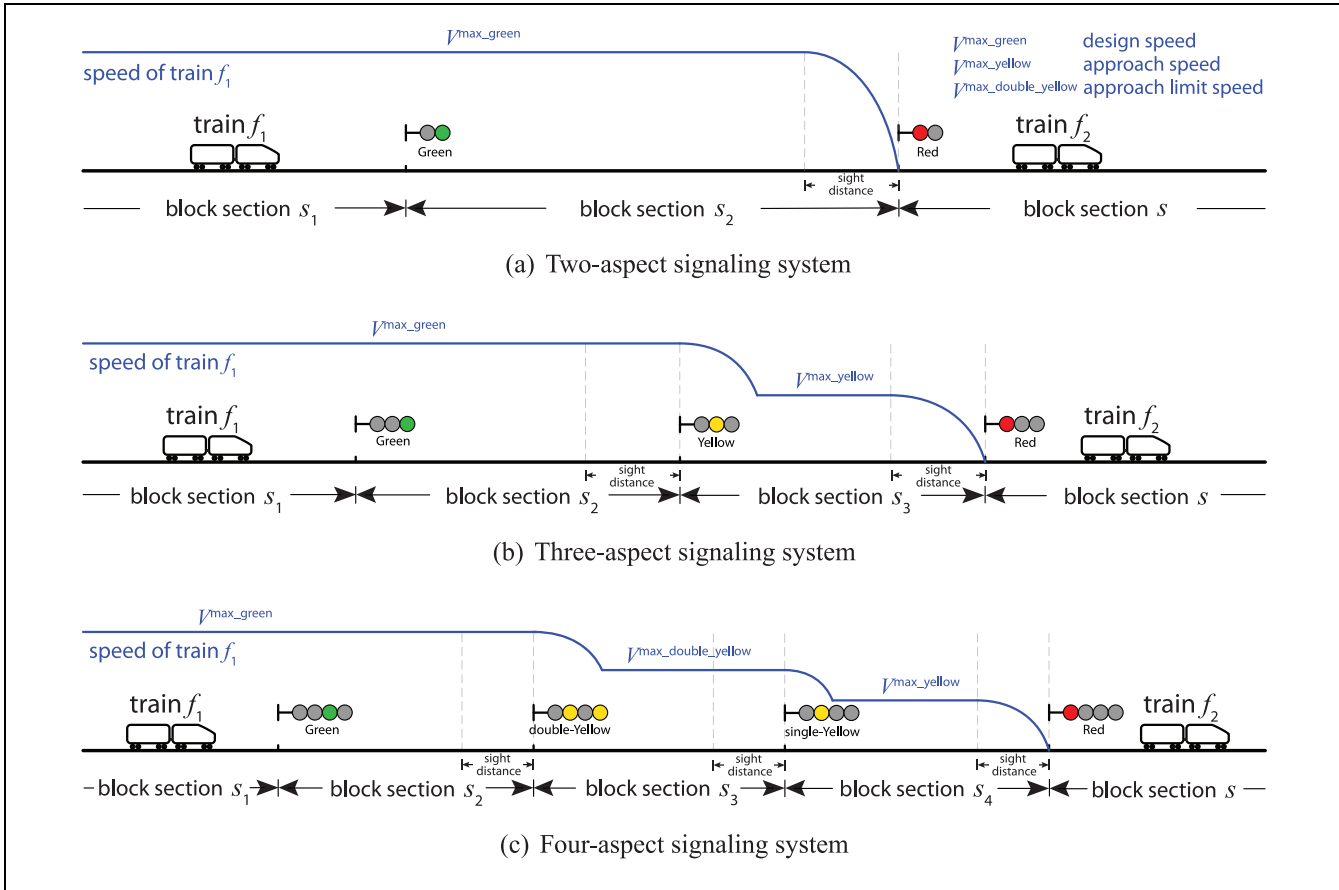 V^max_green
V^max_green design speed
speed of train f₁
V^max_yellow approach speed
V^max_double_yellow approach limit speed
train f₁
Green
Red
train f₂
sight distance
block section s₁
block section s₂
block section s
(a) Two-aspect signaling system
V^max_green
speed of train f₁
V^max_yellow
train f₁
Green
Yellow
Red
train f₂
sight distance
sight distance
block section s₁
block section s₂
block section s₃
block section s
(b) Three-aspect signaling system
V^max_green
speed of train f₁
V^max_double_yellow
V^max_yellow
train f₁
Green
double-Yellow
single-Yellow
Red
train f₂
sight distance
sight distance
sight distance
block section s₁
block section s₂
block section s₃
block section s₄
block section s
(c) Four-aspect signaling system